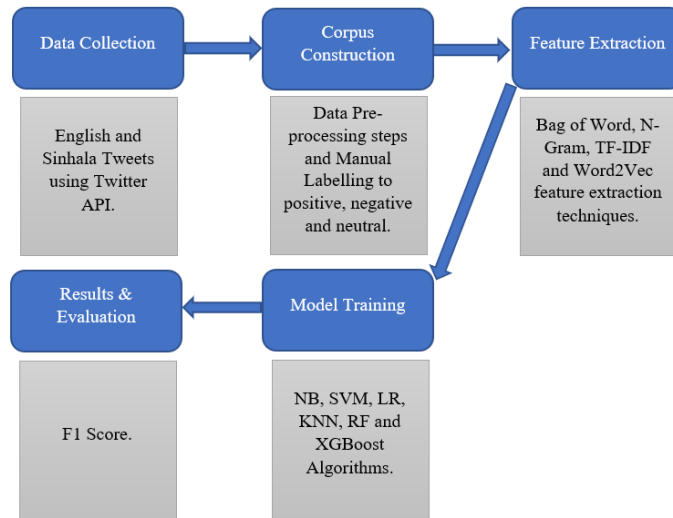 Data Collection
Corpus
Construction
Feature Extraction
English and
Sinhala Tweets
using Twitter
API.
Data Pre-
processing steps
and Manual
Labelling to
positive, negative
and neutral.
Bag of Word, N-
Gram, TF-IDF
and Word2Vec
feature extraction
techniques.
Results &
Evaluation
Model Training
F1 Score.
NB, SVM, LR,
KNN, RF and
XGBoost
Algorithms.